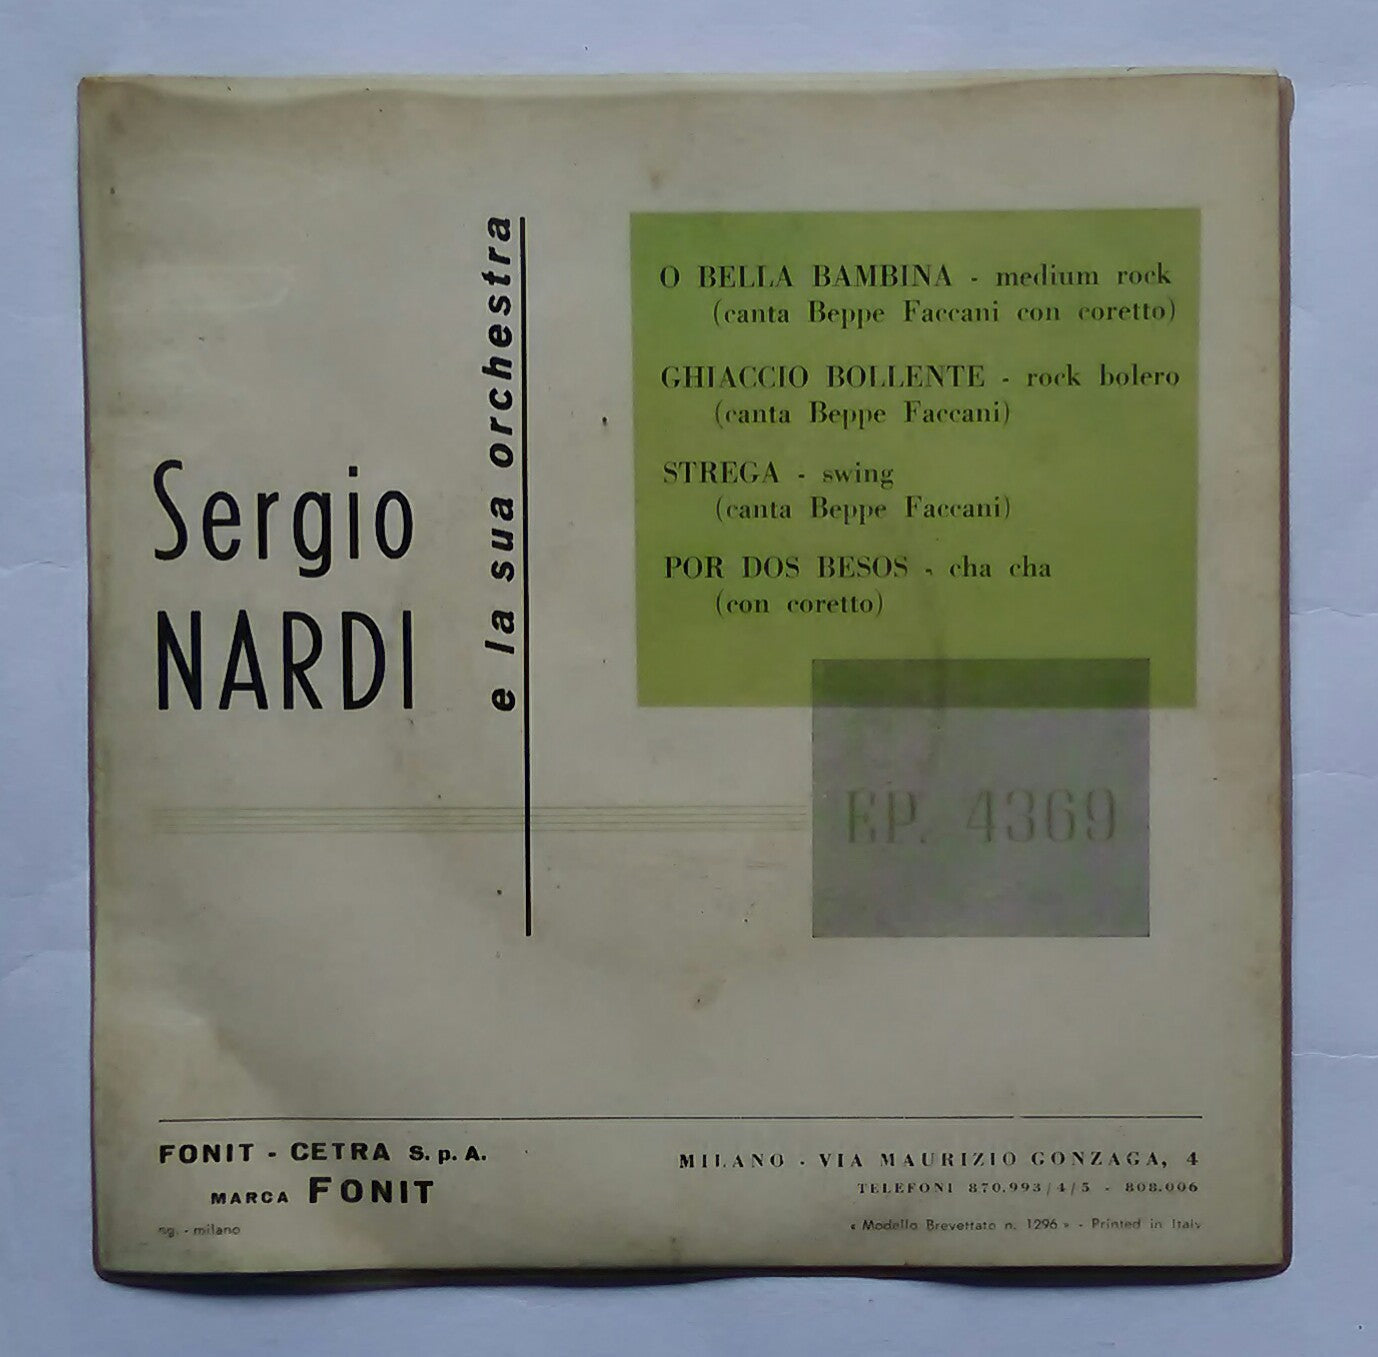 Sergio
NARDI
e la sua orchestra
O BELLA BAMBINA - medium rock
(canta Beppe Faccani con coretto)
GHIACCIO BOLLENTE - rock bolero
(canta Beppe Faccani)
STREGA - swing
(canta Beppe Faccani)
POR DOS BESOS - cha cha
(con coretto)
EP. 4369
FONIT - CETRA S.p.A.
MARCA FONIT
MILANO - VIA MAURIZIO GONZAGA, 4
TELEFONI 870.993/4/5 - 808.006
- milano
« Modello Brevettato n. 1296 » - Printed in Italy